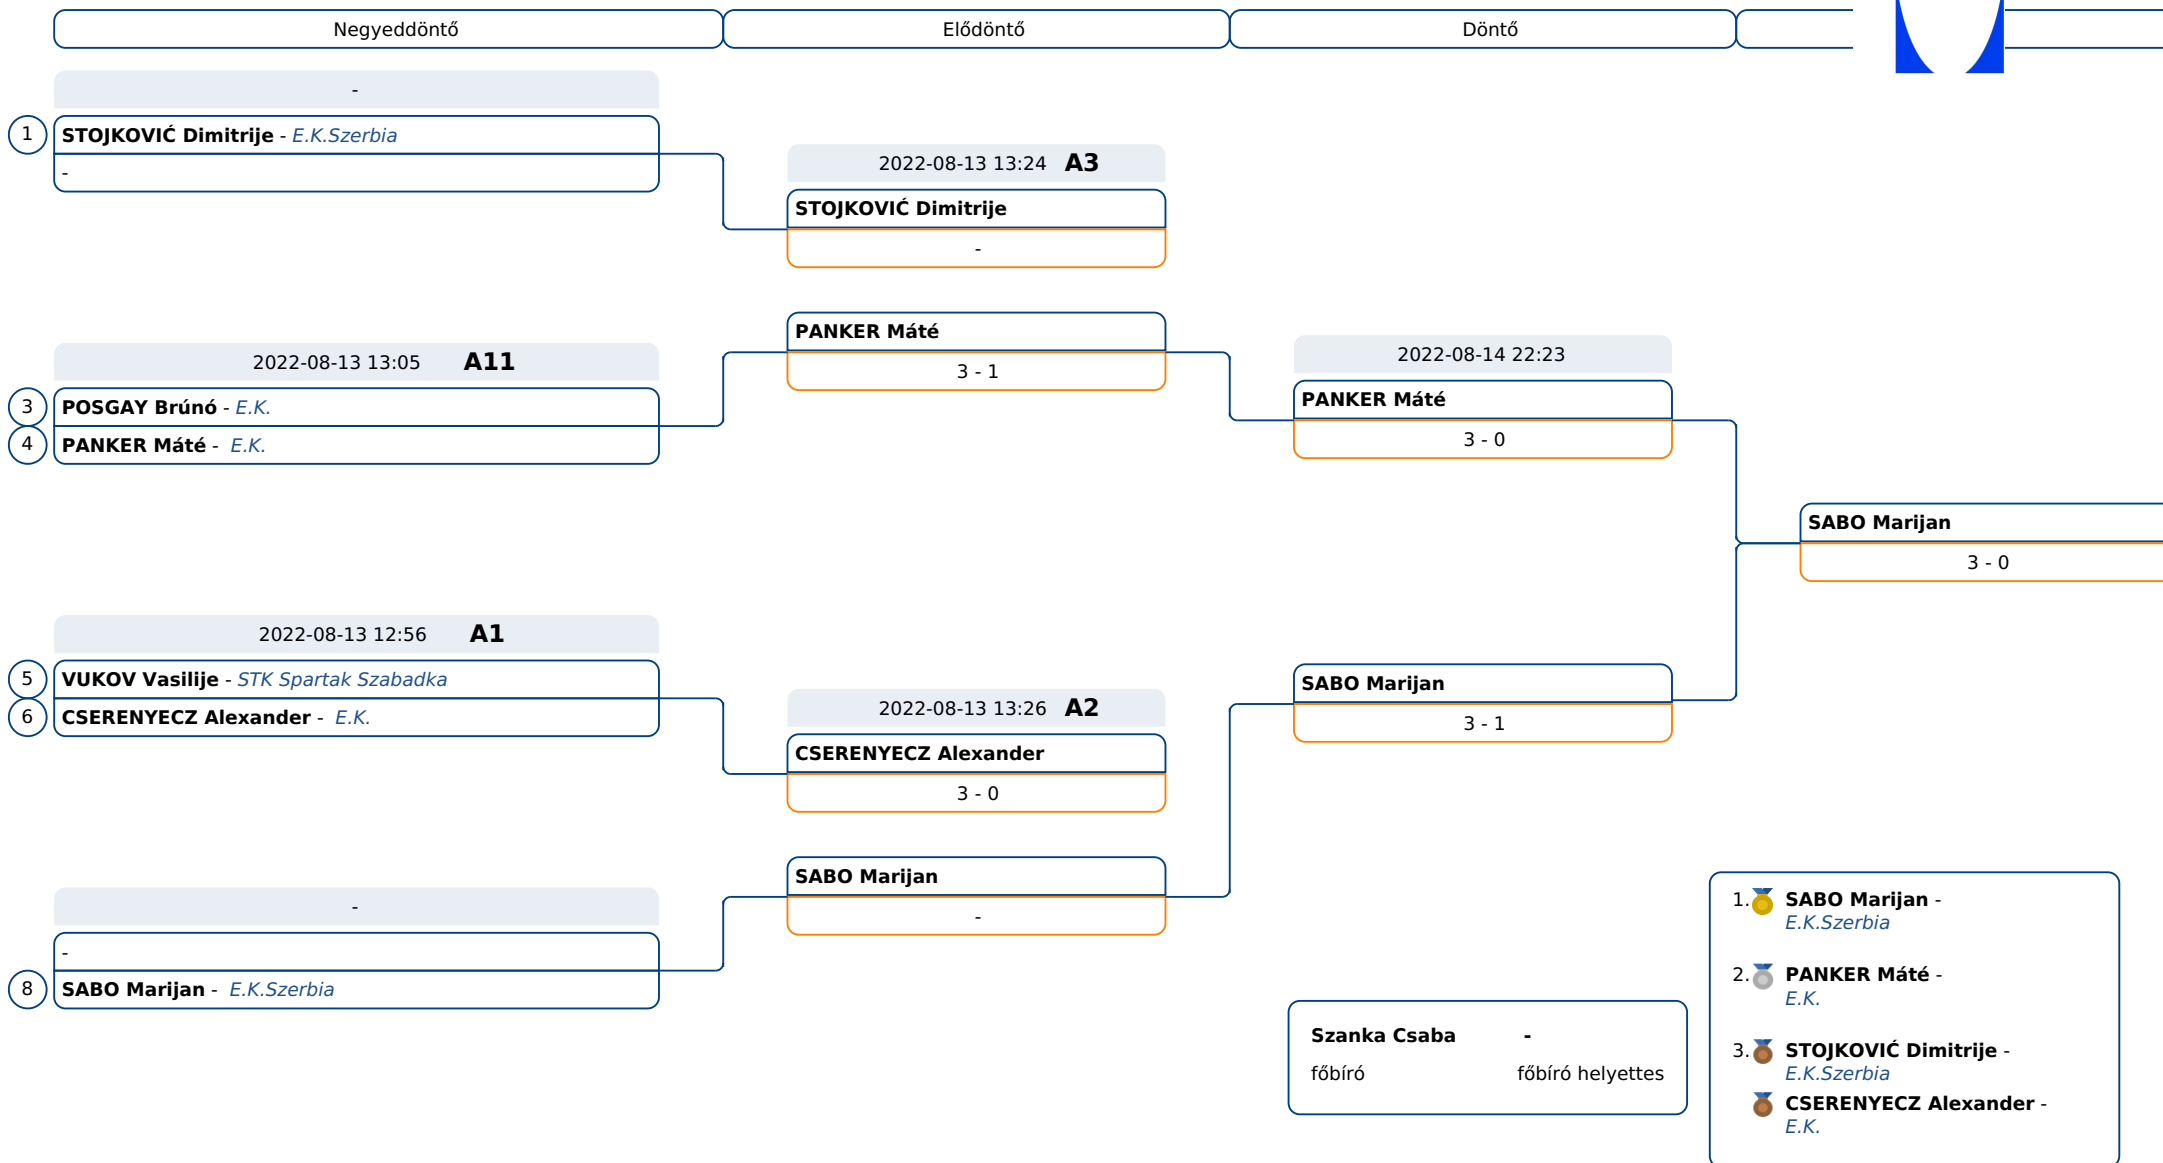 Negyeddöntő
Elődöntő
Döntő
-
1
STOJKOVIĆ Dimitrije - E.K.Szerbia
-
2022-08-13 13:24 A3
STOJKOVIĆ Dimitrije
-
PANKER Máté
3 - 1
2022-08-13 13:05 A11
3
POSGAY Brúnó - E.K.
4
PANKER Máté - E.K.
2022-08-14 22:23
PANKER Máté
3 - 0
SABO Marijan
3 - 0
2022-08-13 12:56 A1
5
VUKOV Vasilije - STK Spartak Szabadka
6
CSERENYECZ Alexander - E.K.
2022-08-13 13:26 A2
CSERENYECZ Alexander
3 - 0
SABO Marijan
3 - 1
SABO Marijan
-
-
-
8
SABO Marijan - E.K.Szerbia
Szanka Csaba -
főbíró főbíró helyettes
1. SABO Marijan -
E.K.Szerbia
2. PANKER Máté -
E.K.
3. STOJKOVIĆ Dimitrije -
E.K.Szerbia
CSERENYECZ Alexander -
E.K.